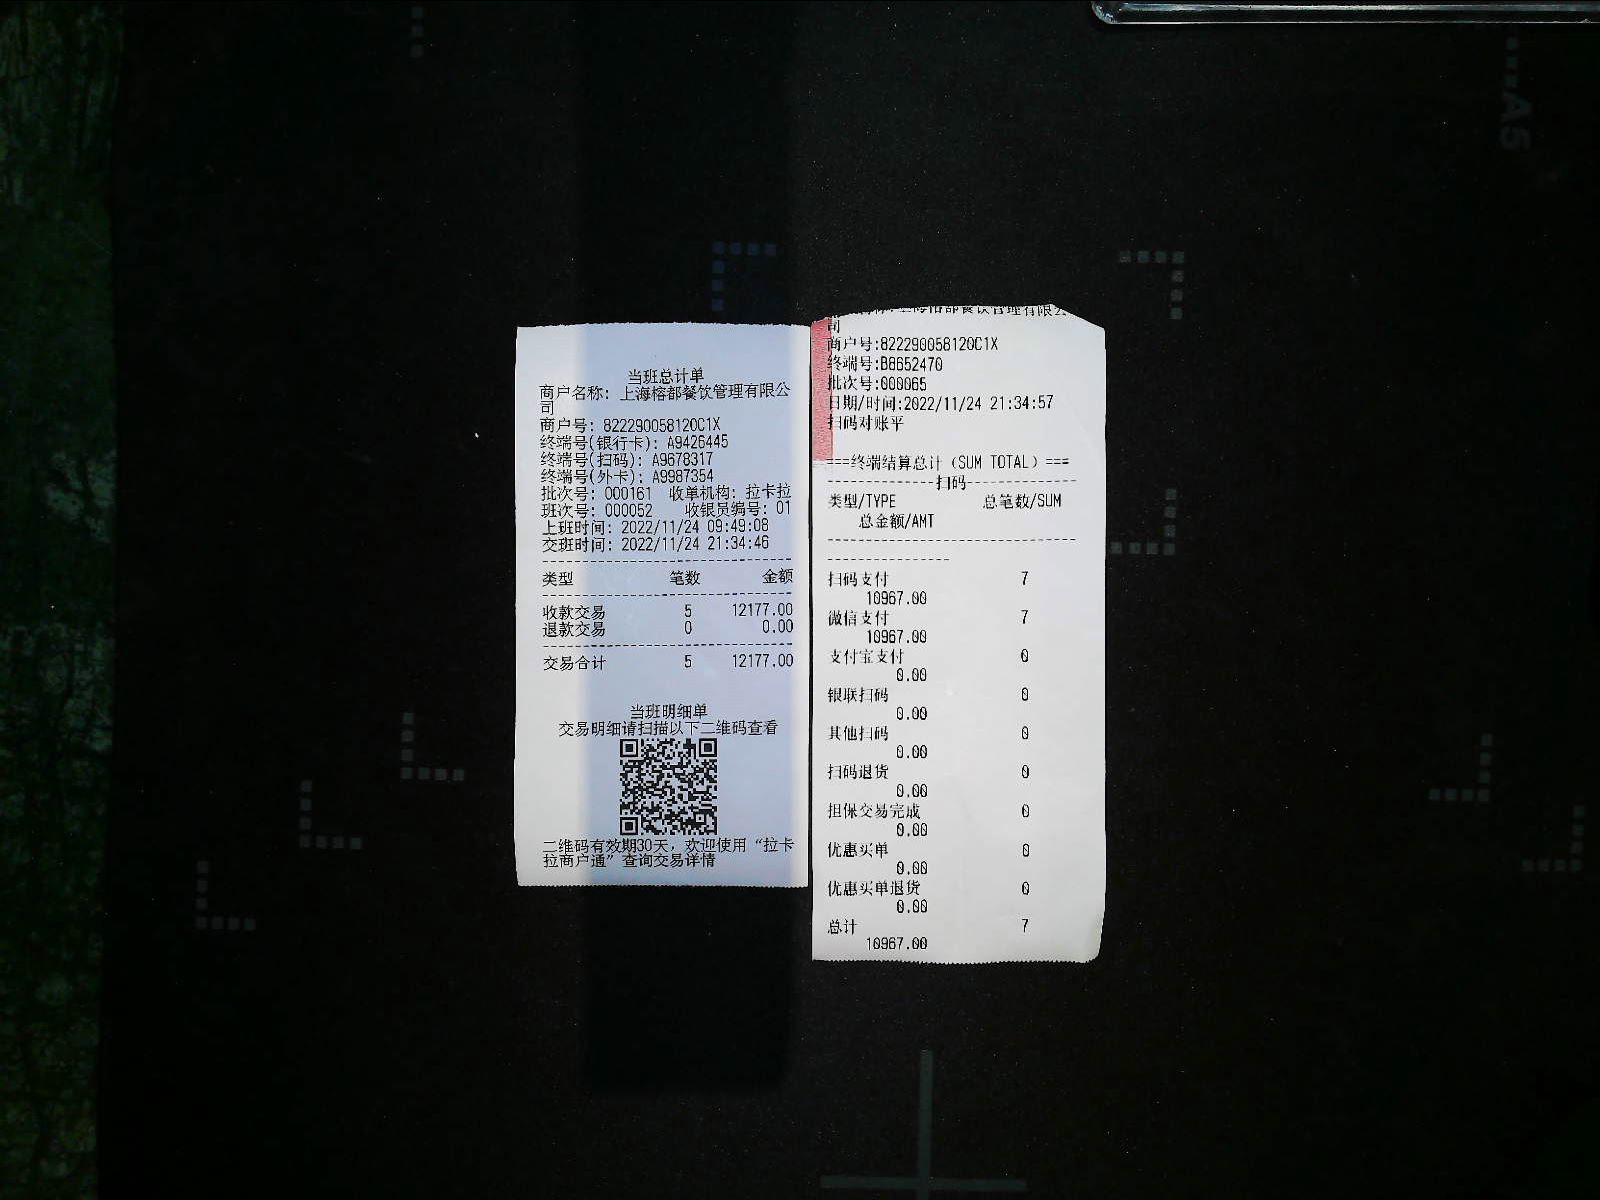 当班总计单
商户名称: 上海榕都餐饮管理有限公
司
商户号: 822290058120C1X
终端号(银行卡): A9426445
终端号(扫码): A9678317
终端号(外卡): A9987354
批次号: 000161 收单机构: 拉卡拉
班次号: 000052 收银员编号: 01
上班时间: 2022/11/24 09:49:08
交班时间: 2022/11/24 21:34:46
类型 笔数 金额
收款交易 5 12177.00
退款交易 0 0.00
交易合计 5 12177.00
当班明细单
交易明细请扫描以下二维码查看
二维码有效期30天，欢迎使用“拉卡
拉商户通”查询交易详情
上海榕都餐饮管理有限公
司
商户号:822290058120C1X
终端号:B8652470
批次号:000065
日期/时间:2022/11/24 21:34:57
扫码对账平
===终端结算总计（SUM TOTAL）===
扫码
类型/TYPE 总笔数/SUM
总金额/AMT
扫码支付 7
10967.00
微信支付 7
10967.00
支付宝支付 0
0.00
银联扫码 0
0.00
其他扫码 0
0.00
扫码退货 0
0.00
担保交易完成 0
0.00
优惠买单 0
0.00
优惠买单退货 0
0.00
总计 7
10967.00
A5